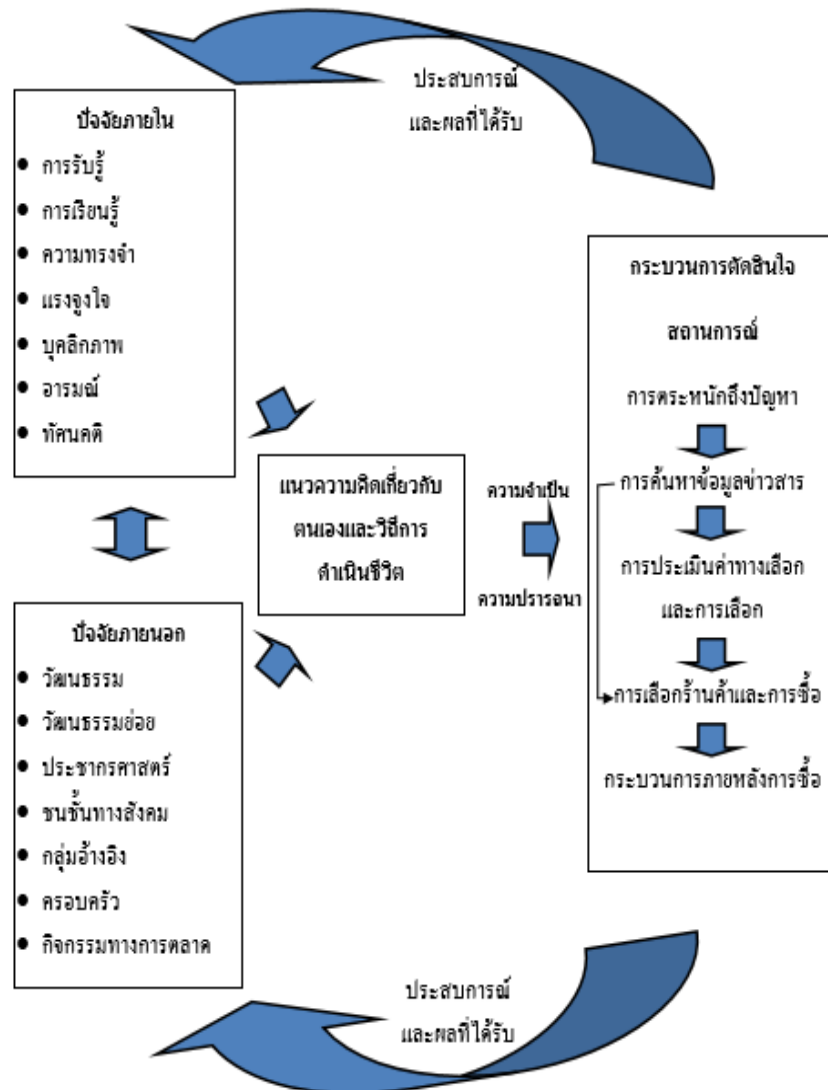 ประสบการณ์
และผลที่ได้รับ
ปัจจัยภายใน
● การรับรู้
● การเรียนรู้
● ความทรงจำ
● แรงจูงใจ
● บุคลิกภาพ
● อารมณ์
● ทัศนคติ
แนวความคิดเกี่ยวกับ
ตนเองและวิถีการ
ดำเนินชีวิต
ความจำเป็น
ความปรารถนา
กระบวนการตัดสินใจ
สถานการณ์
การตระหนักถึงปัญหา
การค้นหาข้อมูลข่าวสาร
การประเมินค่าทางเลือก
และการเลือก
การเลือกร้านค้าและการซื้อ
กระบวนการภายหลังการซื้อ
ปัจจัยภายนอก
● วัฒนธรรม
● วัฒนธรรมย่อย
● ประชากรศาสตร์
● ชนชั้นทางสังคม
● กลุ่มอ้างอิง
● ครอบครัว
● กิจกรรมทางการตลาด
ประสบการณ์
และผลที่ได้รับ